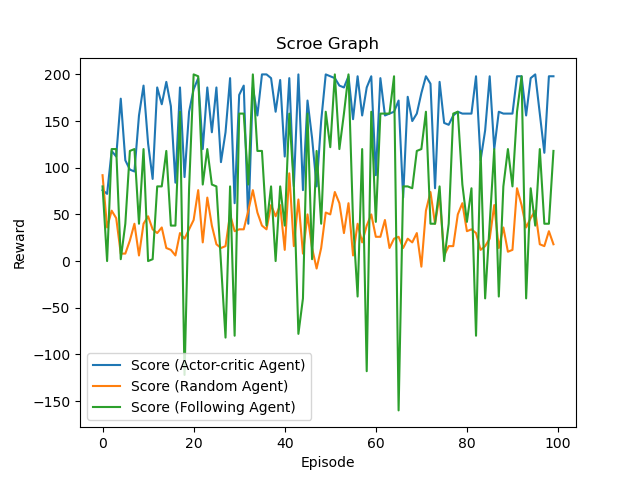 Scroe Graph
200
150
100
50
0
−50
−100
−150
Reward
Score (Actor-critic Agent)
Score (Random Agent)
Score (Following Agent)
0 20 40 60 80 100
Episode